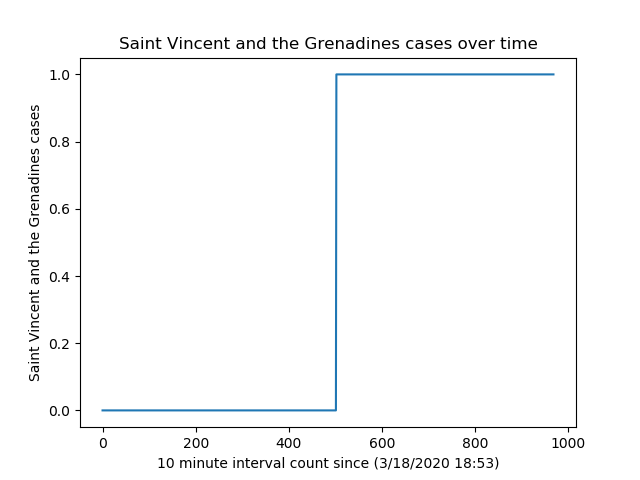 Saint Vincent and the Grenadines cases over time
Saint Vincent and the Grenadines cases
1.0
0.8
0.6
0.4
0.2
0.0
0 200 400 600 800 1000
10 minute interval count since (3/18/2020 18:53)